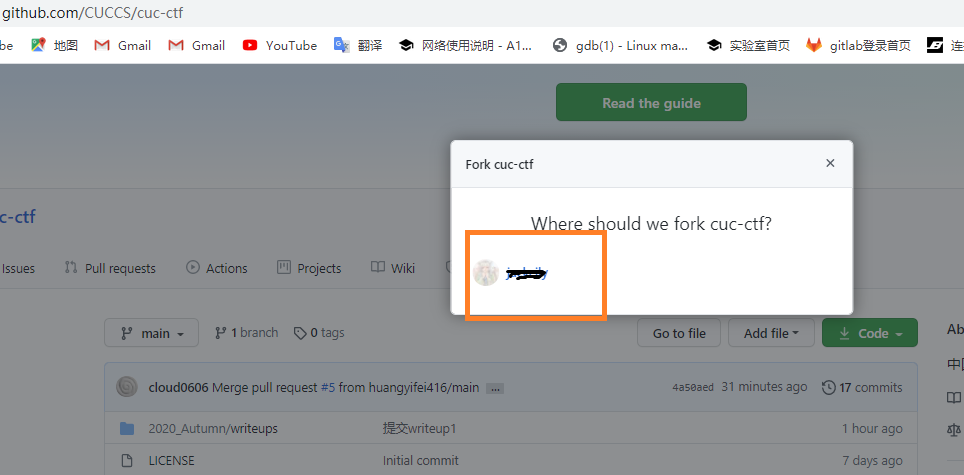 github.com/CUCCS/cuc-ctf
be 地图 Gmail Gmail YouTube 翻译 网络使用说明 - A1... gdb(1) - Linux ma... 实验室首页 gitlab登录首页 连
Read the guide
Fork cuc-ctf ×
Where should we fork cuc-ctf?
c-ctf
Issues Pull requests Actions Projects Wiki
main 1 branch 0 tags Go to file Add file Code Ab
cloud0606 Merge pull request #5 from huangyifei416/main ... 4a50aed 31 minutes ago 17 commits
中国
2020_Autumn/writeups 提交writeup1 1 hour ago
LICENSE Initial commit 7 days ago